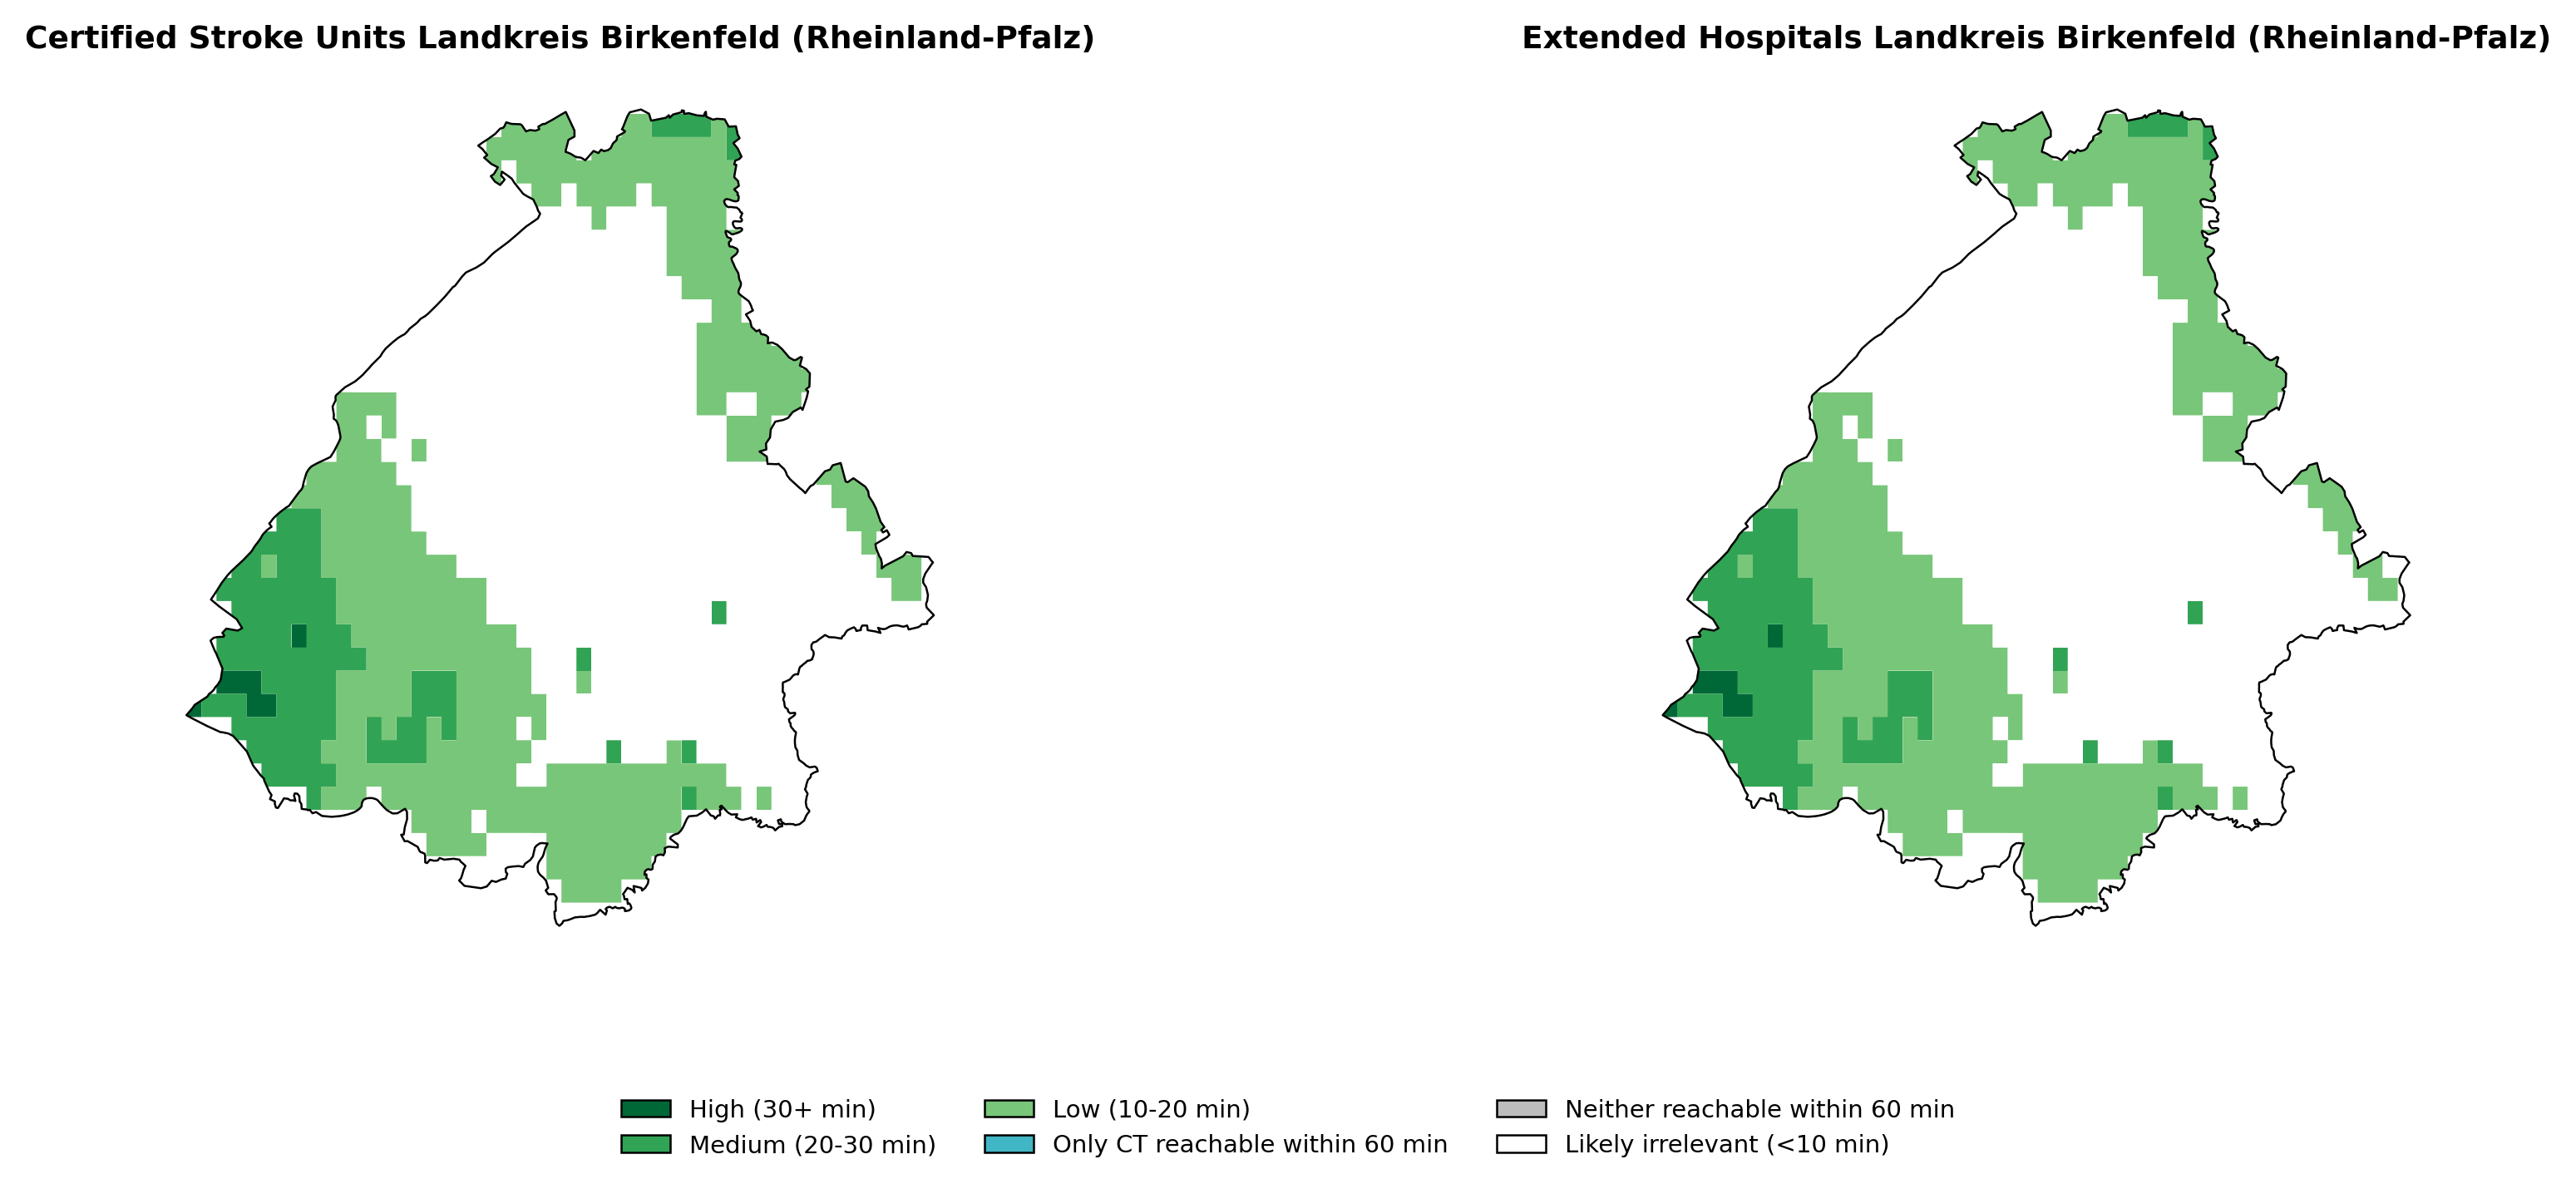 Certified Stroke Units Landkreis Birkenfeld (Rheinland-Pfalz)
Extended Hospitals Landkreis Birkenfeld (Rheinland-Pfalz)
High (30+ min)
Medium (20-30 min)
Low (10-20 min)
Only CT reachable within 60 min
Neither reachable within 60 min
Likely irrelevant (<10 min)